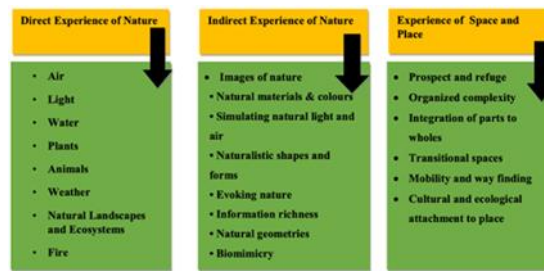 Direct Experience of Nature
• Air
• Light
• Water
• Plants
• Animals
• Weather
• Natural Landscapes
and Ecosystems
• Fire
Indirect Experience of Nature
• Images of nature
• Natural materials & colours
• Simulating natural light and
air
• Naturalistic shapes and
forms
• Evoking nature
• Information richness
• Natural geometries
• Biomimicry
Experience of Space and
Place
• Prospect and refuge
• Organized complexity
• Integration of parts to
wholes
• Transitional spaces
• Mobility and way finding
• Cultural and ecological
attachment to place